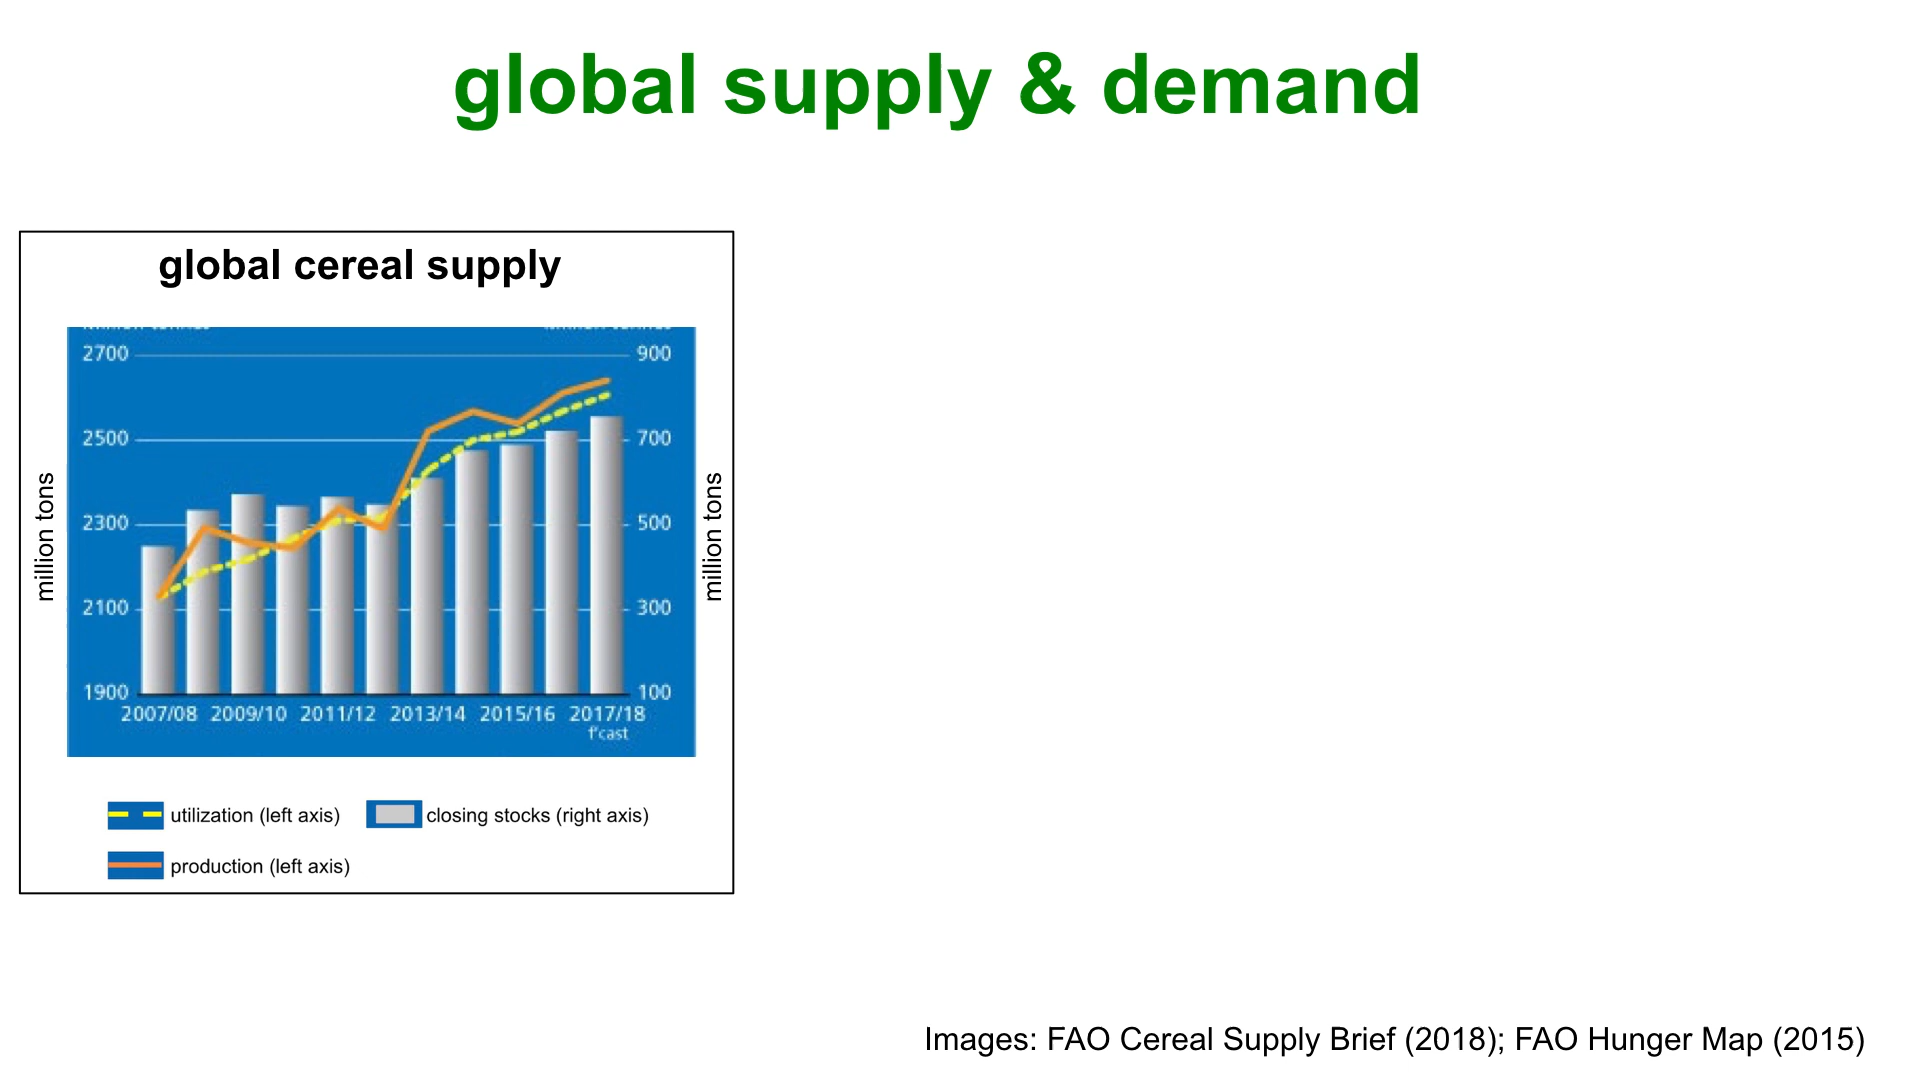 global supply & demand
global cereal supply
2700
900
2500
700
2300
500
2100
300
1900
100
million tons
million tons
2007/08 2009/10 2011/12 2013/14 2015/16 2017/18
f'cast
utilization (left axis)
closing stocks (right axis)
production (left axis)
Images: FAO Cereal Supply Brief (2018); FAO Hunger Map (2015)